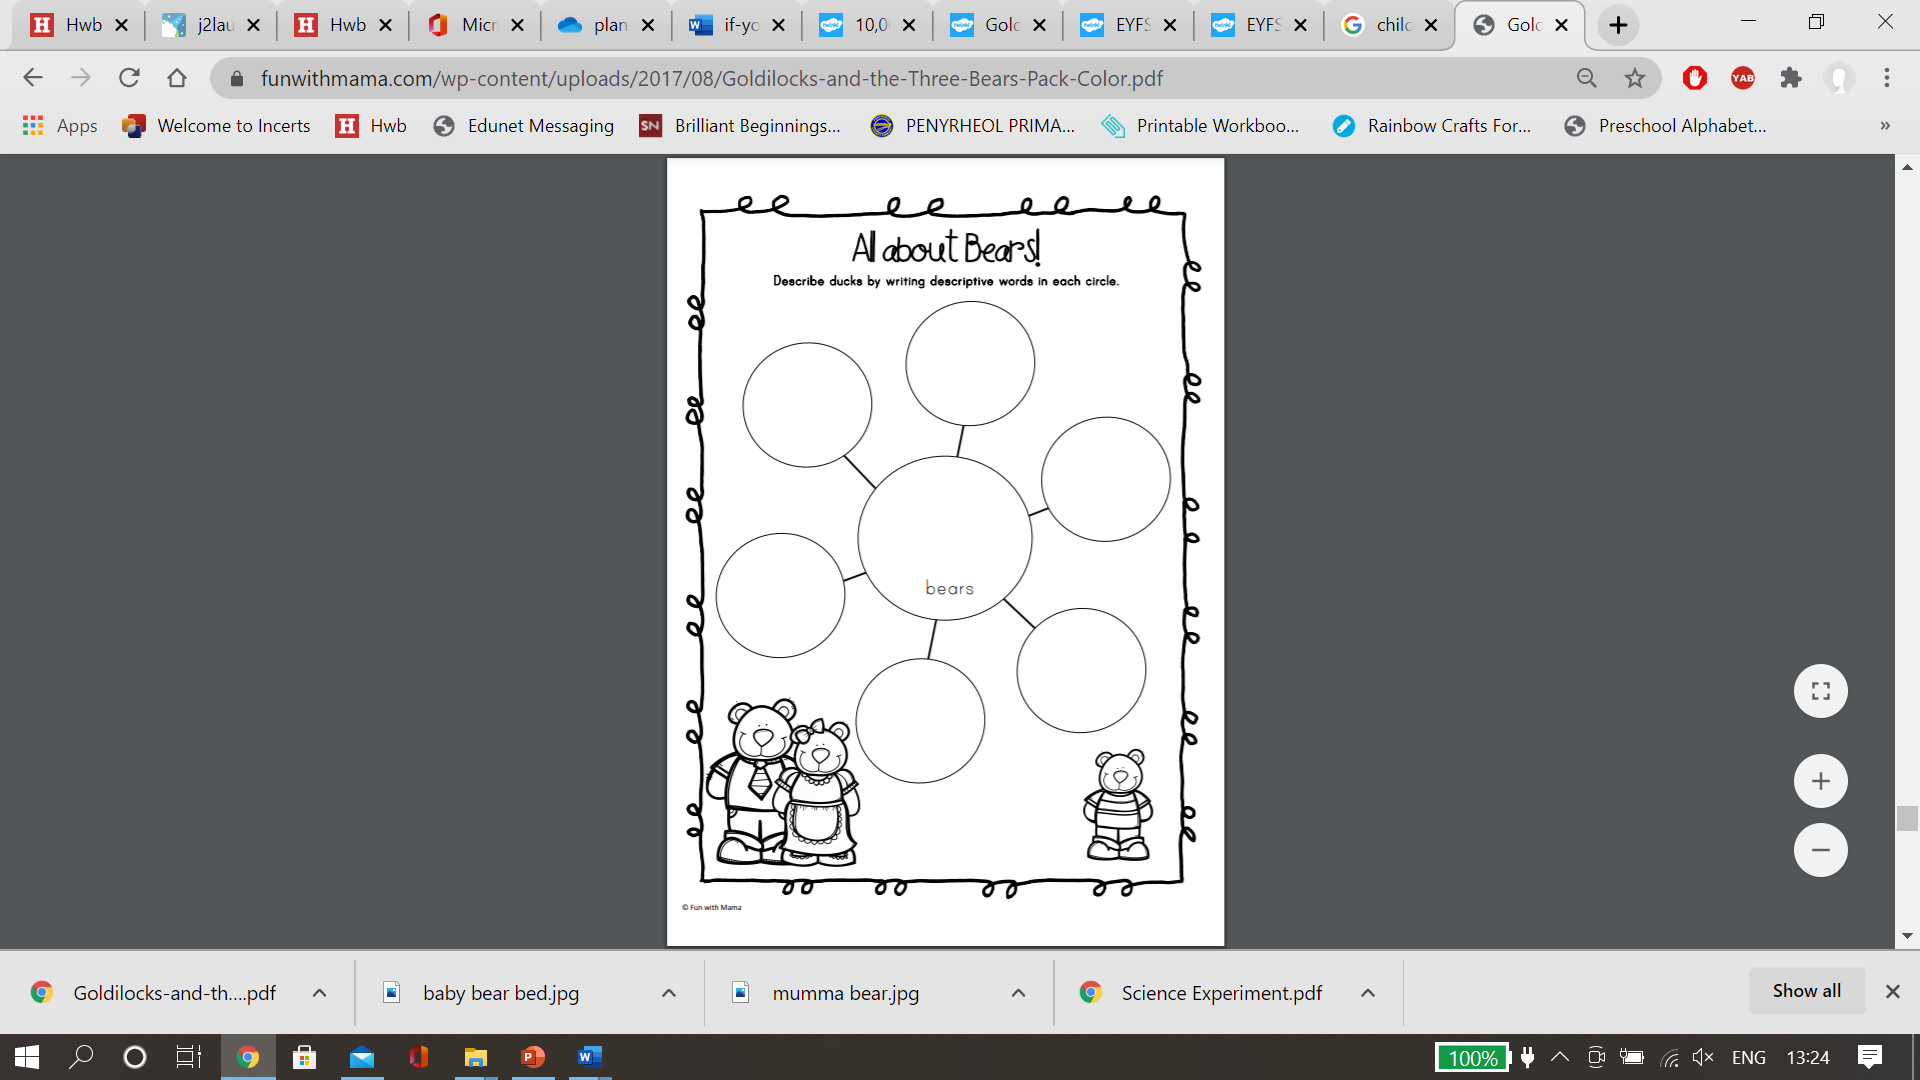 Hwb
j2lau
Hwb
Micr
plan
if-yo
10,0
Gold
EYFS
EYFS
child
Gold
funwithmama.com/wp-content/uploads/2017/08/Goldilocks-and-the-Three-Bears-Pack-Color.pdf
YAB
Apps
Welcome to Incerts
Hwb
Edunet Messaging
SN
Brilliant Beginnings...
PENYRHEOL PRIMA...
Printable Workboo...
Rainbow Crafts For...
Preschool Alphabet...
»
All about Bears!
Describe ducks by writing descriptive words in each circle.
bears
© Fun with Mama
Goldilocks-and-th....pdf
baby bear bed.jpg
mumma bear.jpg
Science Experiment.pdf
Show all
100%
ENG
13:24